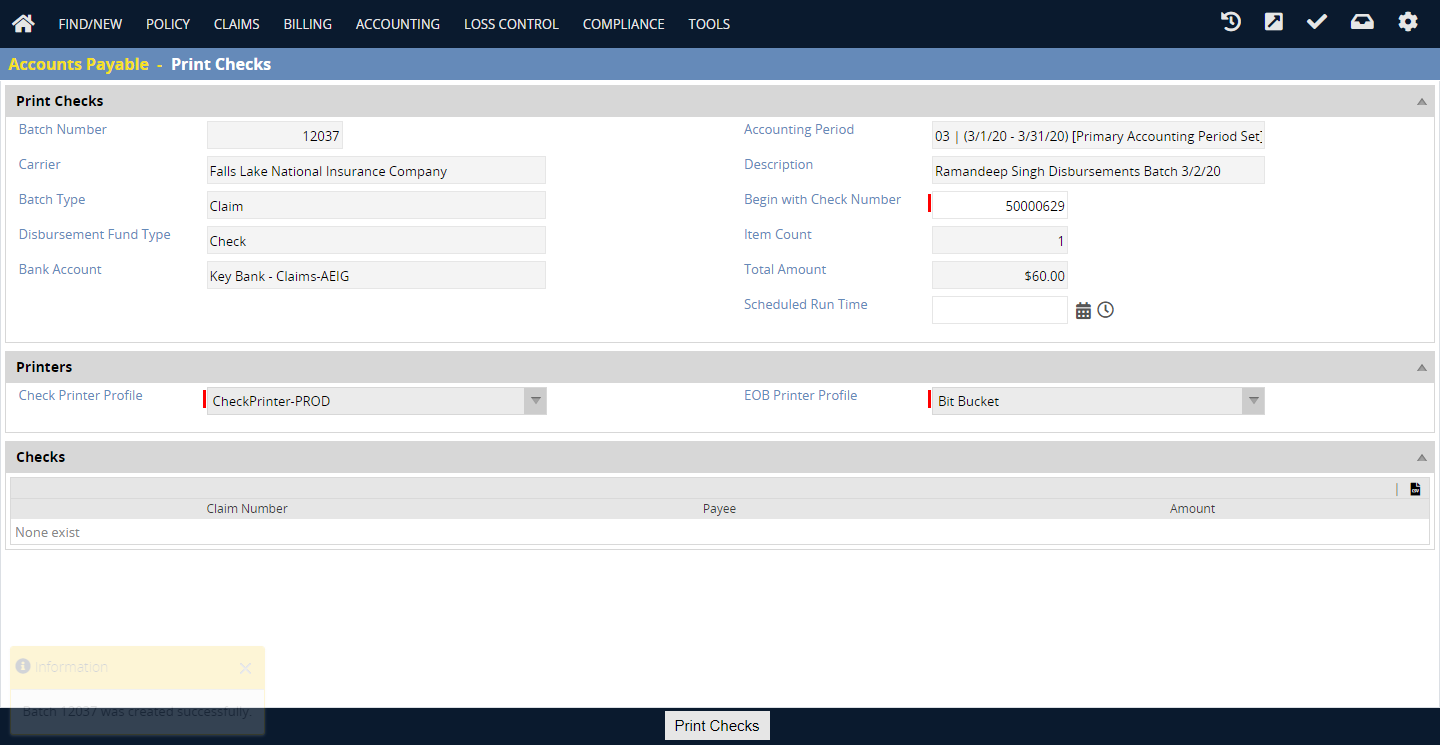 FIND/NEW POLICY CLAIMS BILLING ACCOUNTING LOSS CONTROL COMPLIANCE TOOLS
Accounts Payable - Print Checks
Print Checks
Batch Number 12037
Accounting Period 03 | (3/1/20 - 3/31/20) [Primary Accounting Period Set]
Carrier Falls Lake National Insurance Company
Description Ramandeep Singh Disbursements Batch 3/2/20
Batch Type Claim
Begin with Check Number 50000629
Disbursement Fund Type Check
Item Count 1
Bank Account Key Bank - Claims-AEIG
Total Amount $60.00
Scheduled Run Time
Printers
Check Printer Profile CheckPrinter-PROD
EOB Printer Profile Bit Bucket
Checks
Claim Number Payee Amount
None exist
Information
Batch 12037 was created successfully.
Print Checks